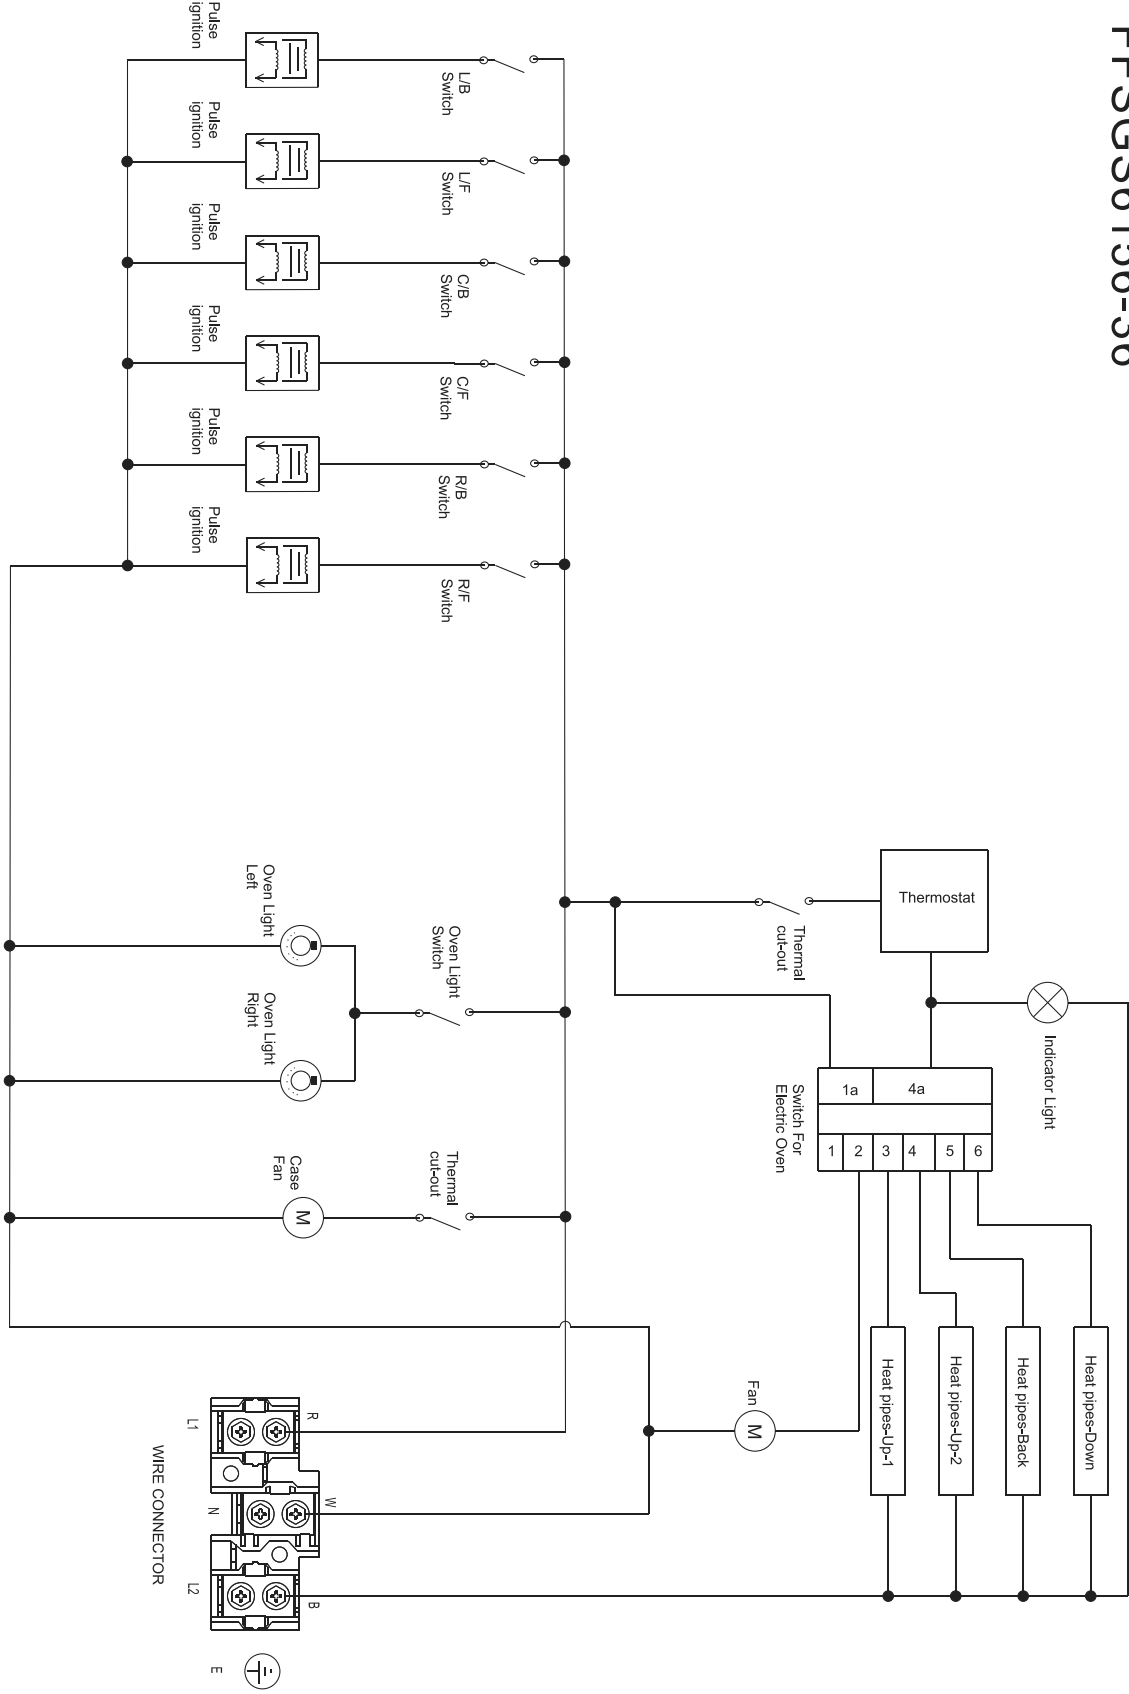 FFSGS6156-36
Pulse
ignition
L/B
Switch
Pulse
ignition
L/F
Switch
Pulse
ignition
C/B
Switch
Pulse
ignition
C/F
Switch
Pulse
ignition
R/B
Switch
Pulse
ignition
R/F
Switch
Thermostat
Thermal
cut-out
Indicator Light
Oven Light
Left
Oven Light
Right
Oven Light
Switch
1a
4a
1
2
3
4
5
6
Switch For
Electric Oven
Case
Fan
M
Thermal
cut-out
Fan
M
Heat pipes-Up-1
Heat pipes-Up-2
Heat pipes-Back
Heat pipes-Down
R
L1
W
N
B
L2
WIRE CONNECTOR
E